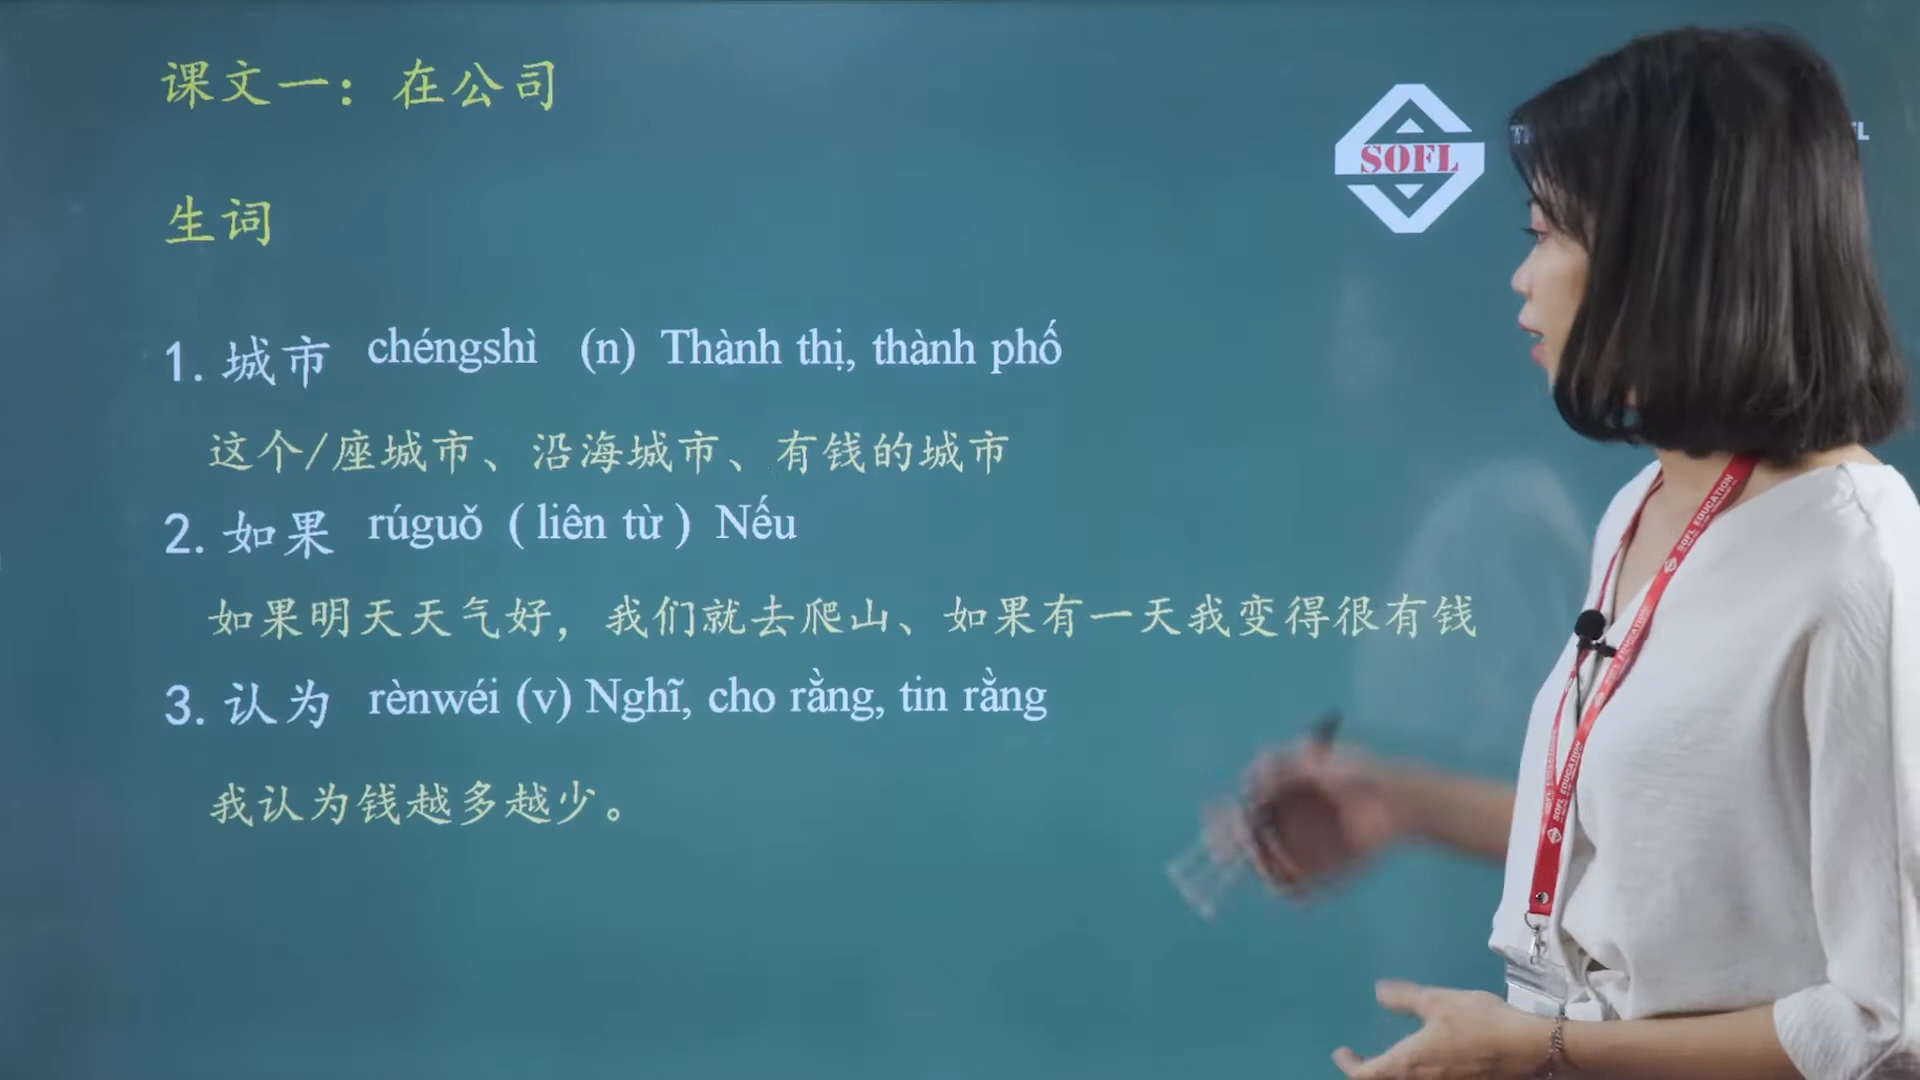 课文一：在公司
SOFL
生词
1. 城市 chéngshì (n) Thành thị, thành phố
这个/座城市、沿海城市、有钱的城市
2. 如果 rúguǒ ( liên từ ) Nếu
如果明天天气好，我们就去爬山、如果有一天我变得很有钱
3. 认为 rènwéi (v) Nghĩ, cho rằng, tin rằng
我认为钱越多越少。
SOFL EDUCATION
SOFL EDUCATION